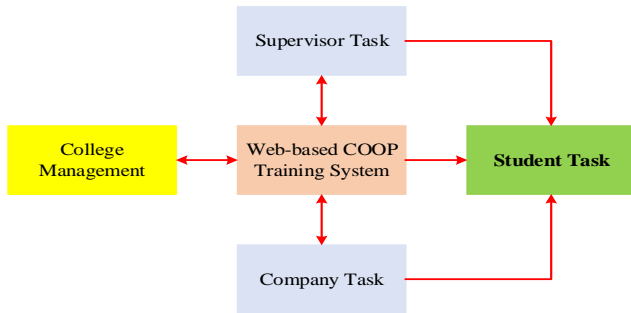 Supervisor Task
College
Management
Web-based COOP
Training System
Student Task
Company Task